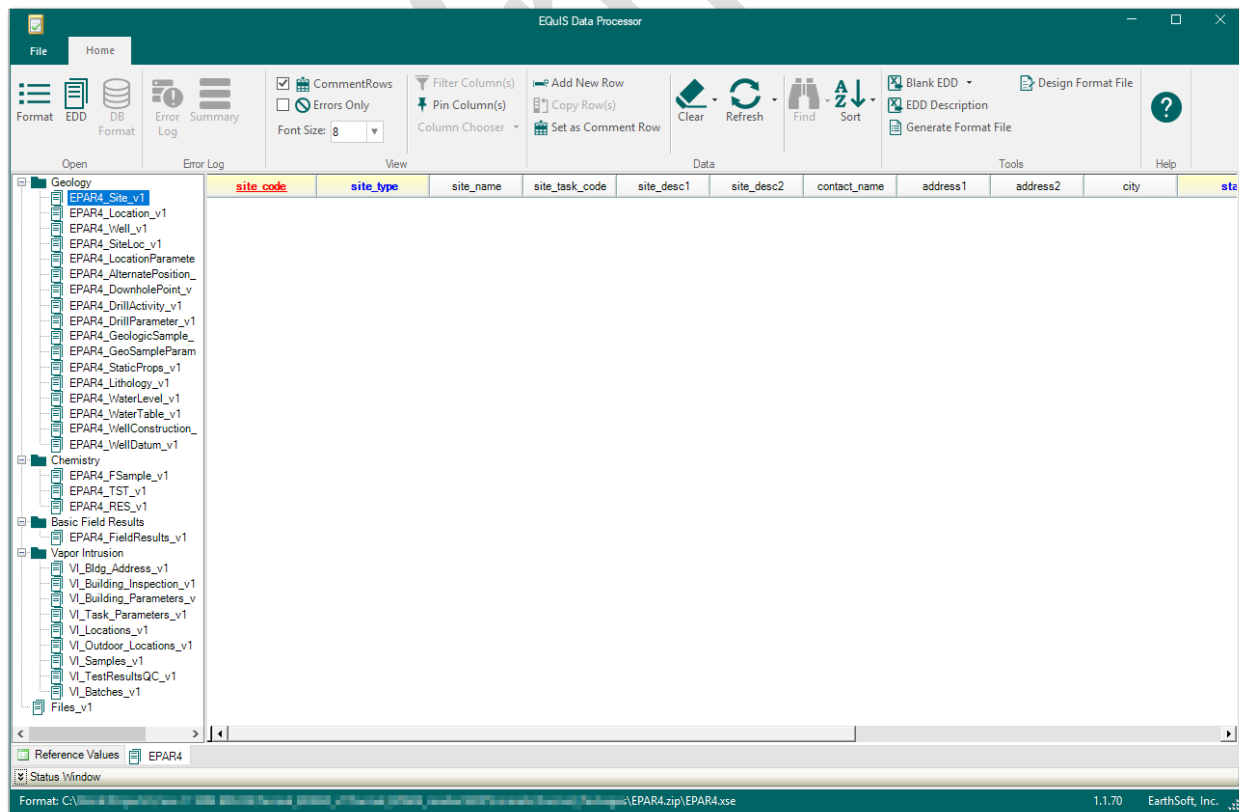 EQuIS Data Processor
File Home
Format EDD DB Format
Error Log Summary
CommentRows
Errors Only
Font Size: 8
Filter Column(s)
Pin Column(s)
Column Chooser
Add New Row
Copy Row(s)
Set as Comment Row
Clear Refresh Find Sort
Blank EDD
EDD Description
Generate Format File
Design Format File
Open Error Log View Data Tools Help
site_code site_type site_name site_task_code site_desc1 site_desc2 contact_name address1 address2 city sta
Geology
EPAR4_Site_v1
EPAR4_Location_v1
EPAR4_Well_v1
EPAR4_SiteLoc_v1
EPAR4_LocationParamete
EPAR4_AlternatePosition_
EPAR4_DownholePoint_v
EPAR4_DrillActivity_v1
EPAR4_DrillParameter_v1
EPAR4_GeologicSample_
EPAR4_GeoSampleParam
EPAR4_StaticProps_v1
EPAR4_Lithology_v1
EPAR4_WaterLevel_v1
EPAR4_WaterTable_v1
EPAR4_WellConstruction_
EPAR4_WellDatum_v1
Chemistry
EPAR4_FSample_v1
EPAR4_TST_v1
EPAR4_RES_v1
Basic Field Results
EPAR4_FieldResults_v1
Vapor Intrusion
VI_Bldg_Address_v1
VI_Building_Inspection_v1
VI_Building_Parameters_v
VI_Task_Parameters_v1
VI_Locations_v1
VI_Outdoor_Locations_v1
VI_Samples_v1
VI_TestResultsQC_v1
VI_Batches_v1
Files_v1
Reference Values EPAR4
Status Window
Format: C:\ \EPAR4.zip\EPAR4.xse 1.1.70 EarthSoft, Inc.